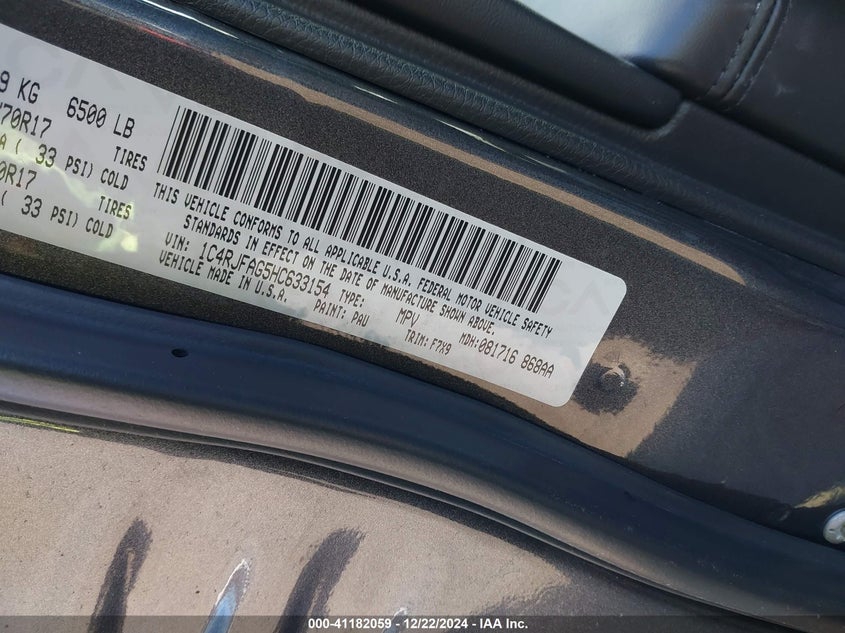 9 KG 6500 LB
70R17 TIRES
A ( 33 PSI) COLD
0R17 TIRES
( 33 PSI) COLD
THIS VEHICLE CONFORMS TO ALL APPLICABLE U.S.A. FEDERAL MOTOR VEHICLE SAFETY
STANDARDS IN EFFECT ON THE DATE OF MANUFACTURE SHOWN ABOVE.
VIN: 1C4RJFAG5HC633154 TYPE: MPV MDH:081716 868AA
VEHICLE MADE IN U.S.A. PAINT: PAU TRIM: F7X9
000-41182059 - 12/22/2024 - IAA Inc.